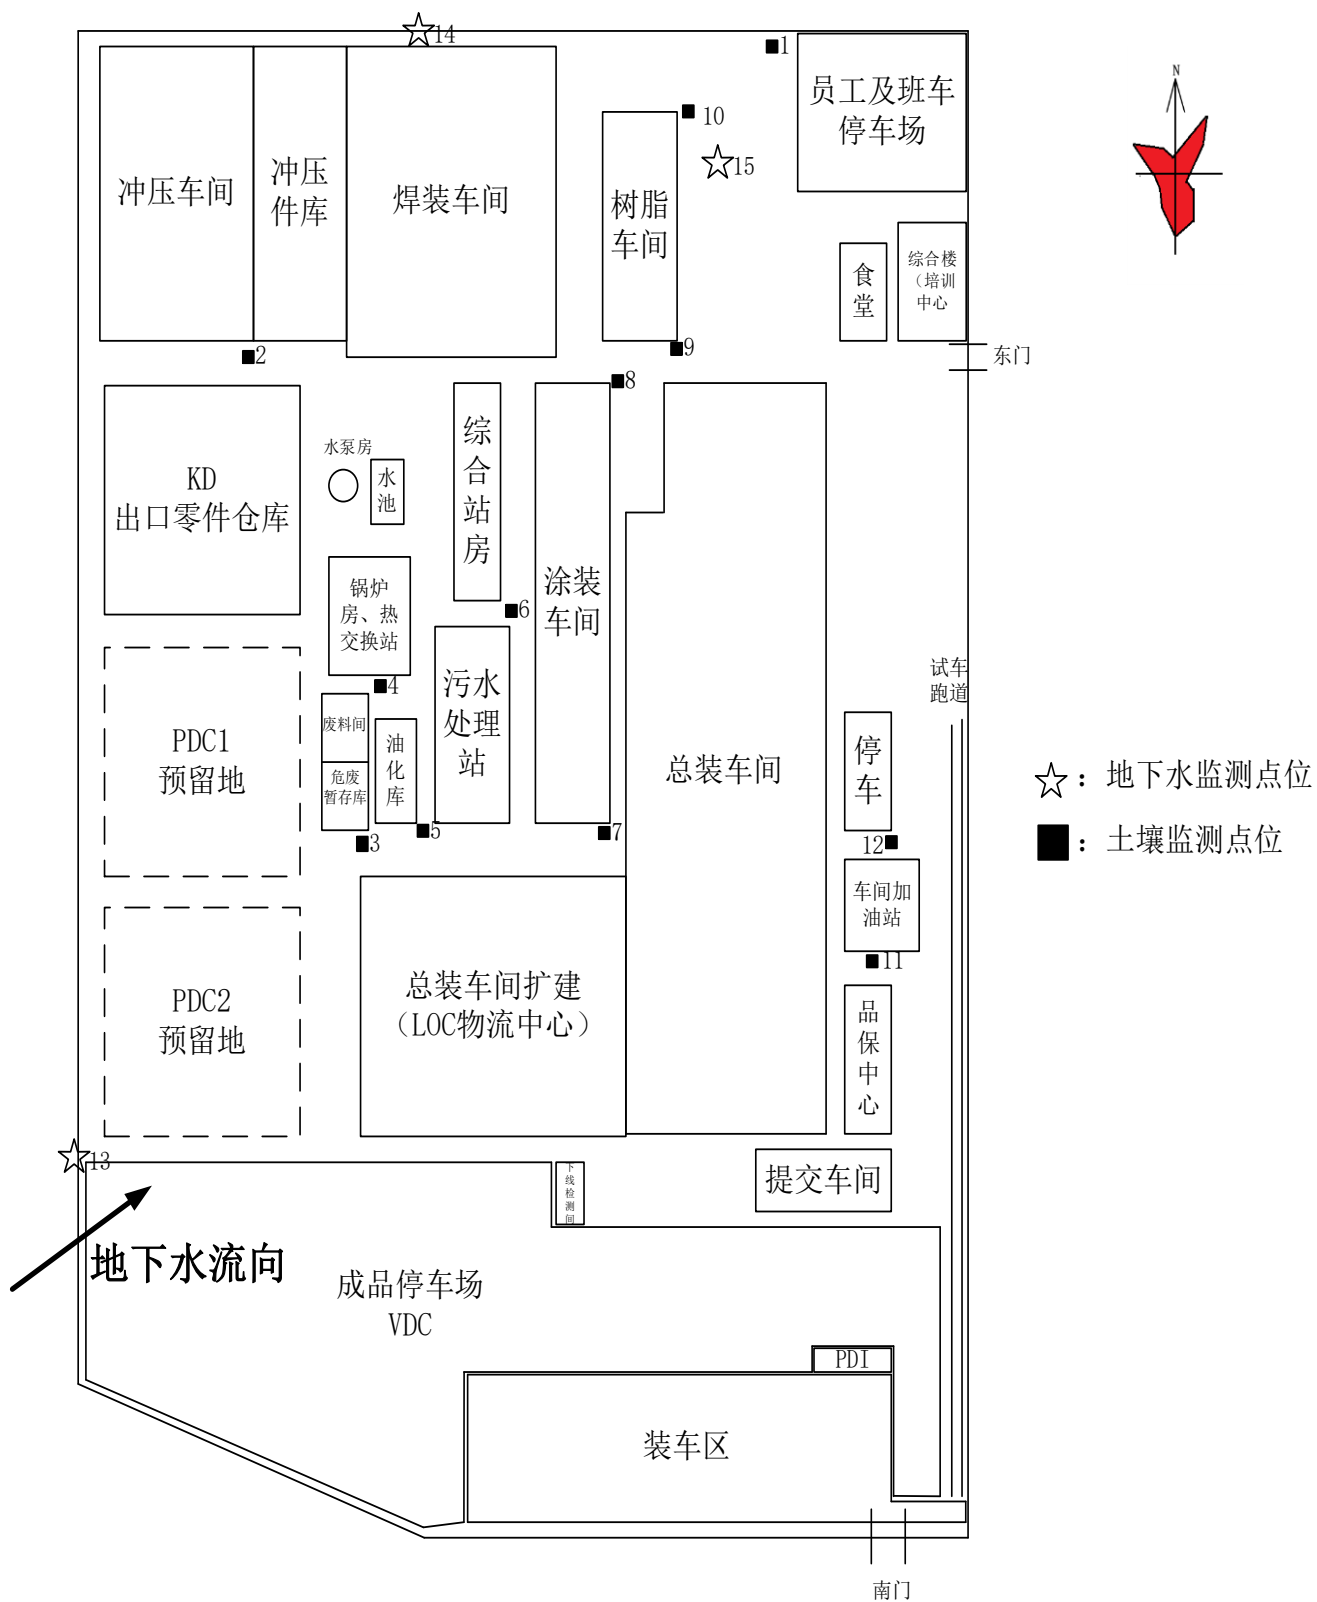 14
1
员工及班车
停车场
N
10
15
冲压车间
冲压
件库
焊装车间
树脂
车间
食
堂
综合楼
（培训
中心
2
9
东门
8
水泵房
水
池
KD
出口零件仓库
综
合
站
房
锅炉
房、热
交换站
6
涂装
车间
4
污水
处理
站
试车
跑道
废料间
油
化
库
危废
暂存库
PDC1
预留地
总装车间
停
车
☆：地下水监测点位
■：土壤监测点位
3
5
7
12
车间加
油站
11
PDC2
预留地
总装车间扩建
（LOC物流中心）
品
保
中
心
13
下
线
检
测
间
提交车间
地下水流向
成品停车场
VDC
PDI
装车区
南门